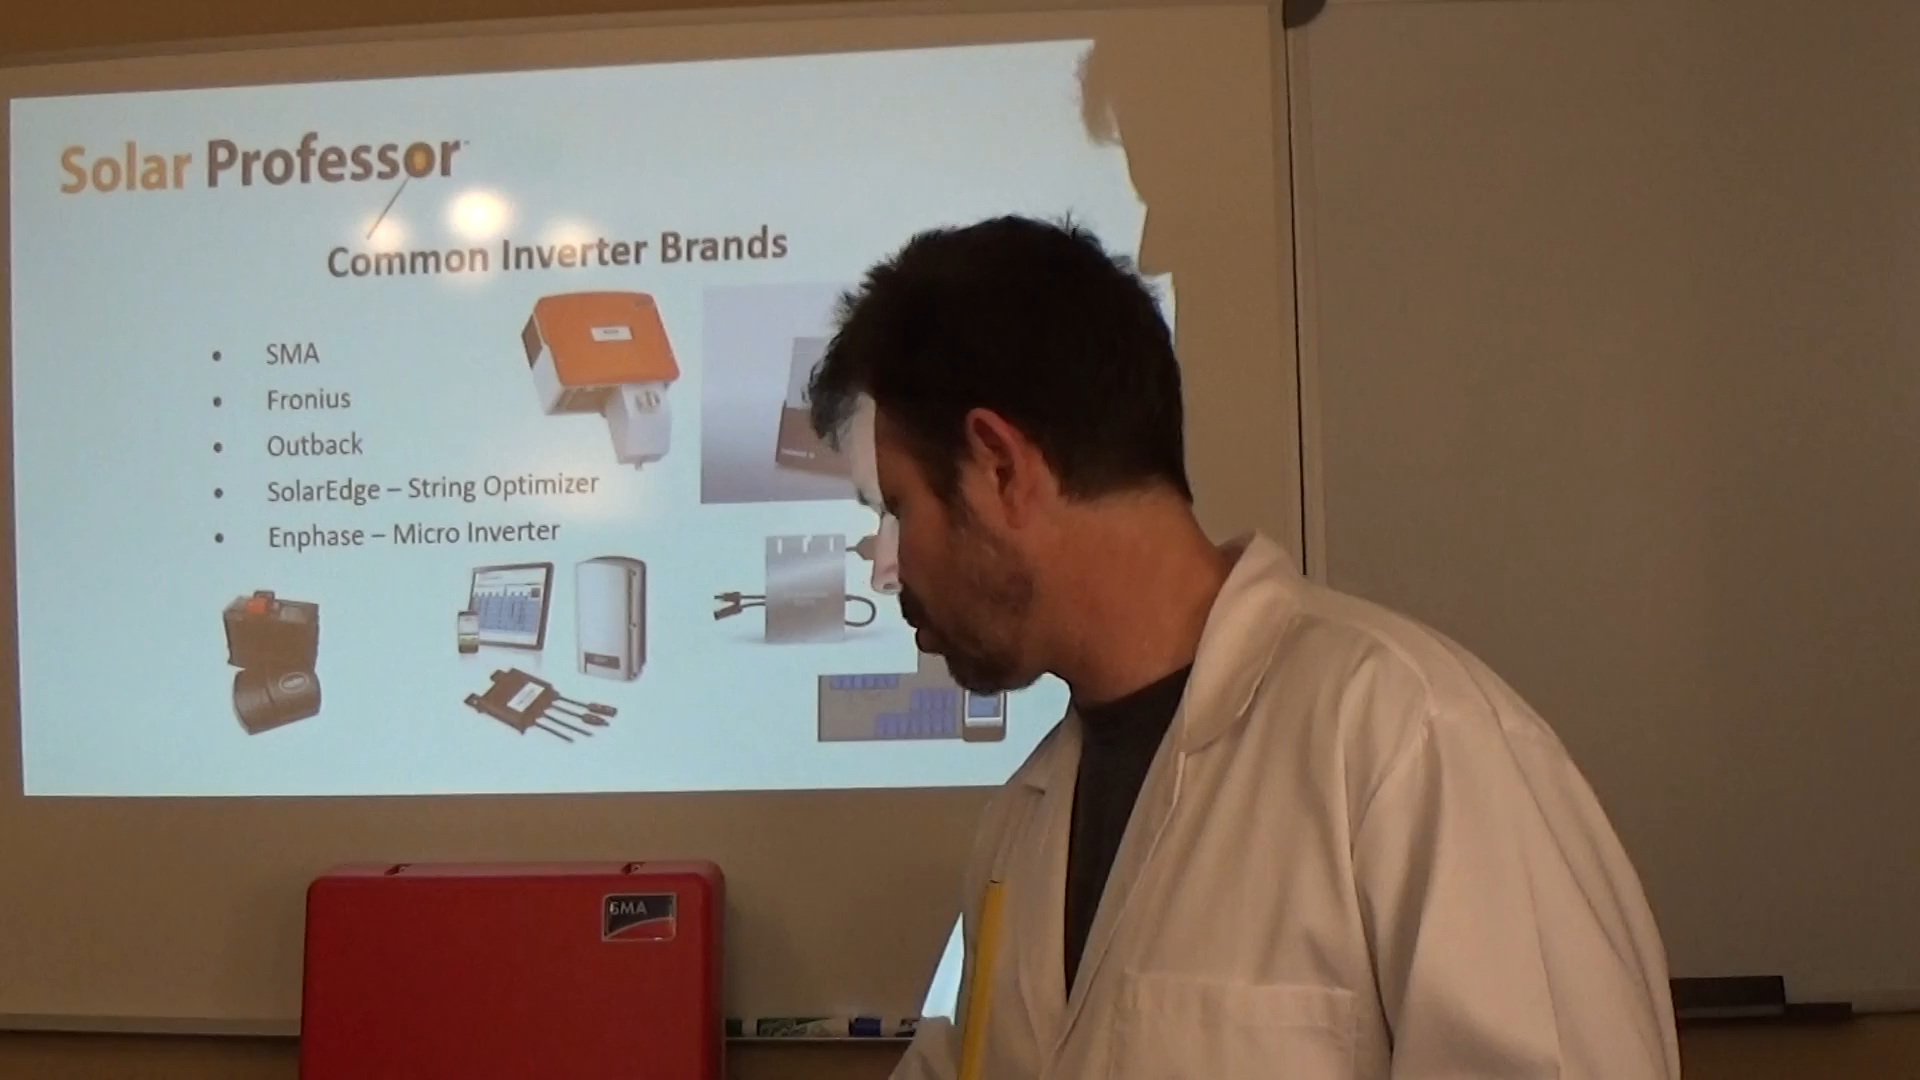 Solar Professor
Common Inverter Brands
• SMA
• Fronius
• Outback
• SolarEdge – String Optimizer
• Enphase – Micro Inverter
SMA